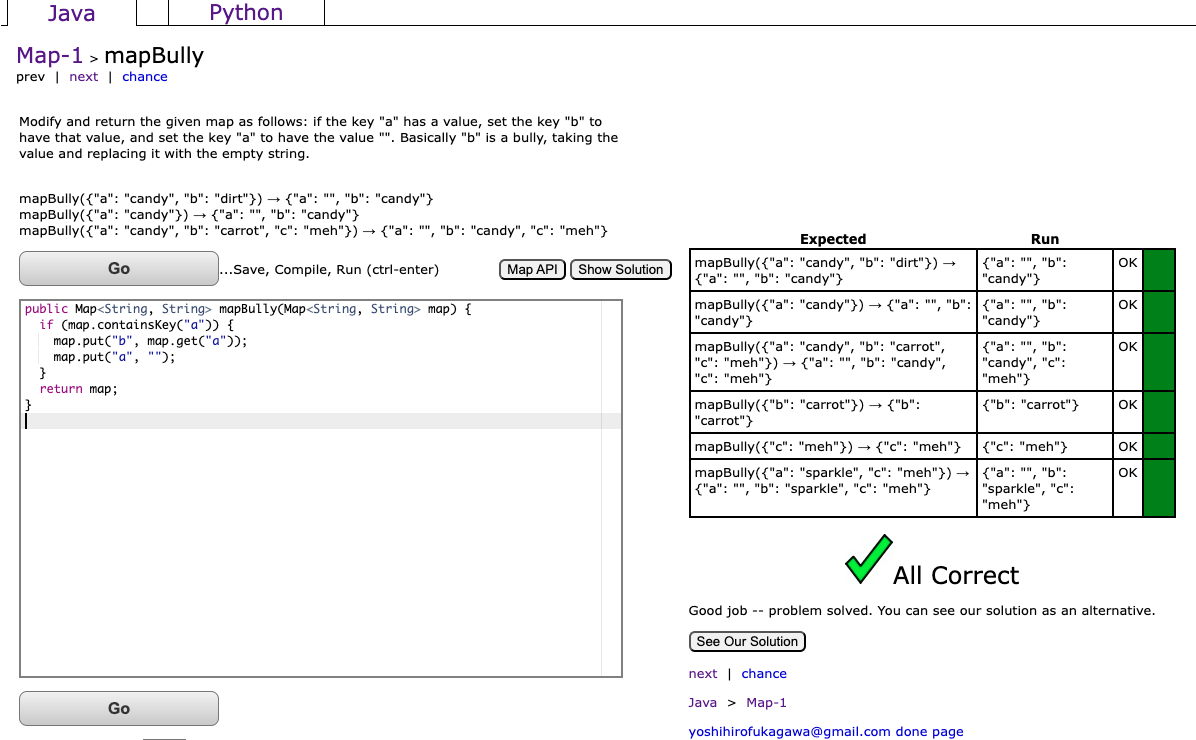 Java
Python
Map-1 > mapBully
prev | next | chance
Modify and return the given map as follows: if the key "a" has a value, set the key "b" to
have that value, and set the key "a" to have the value "". Basically "b" is a bully, taking the
value and replacing it with the empty string.
mapBully({"a": "candy", "b": "dirt"}) → {"a": "", "b": "candy"}
mapBully({"a": "candy"}) → {"a": "", "b": "candy"}
mapBully({"a": "candy", "b": "carrot", "c": "meh"}) → {"a": "", "b": "candy", "c": "meh"}
Go
...Save, Compile, Run (ctrl-enter)
Map API
Show Solution
public Map<String, String> mapBully(Map<String, String> map) {
  if (map.containsKey("a")) {
    map.put("b", map.get("a"));
    map.put("a", "");
  }
  return map;
}
Go
Expected
Run
mapBully({"a": "candy", "b": "dirt"}) →
{"a": "", "b": "candy"}
{"a": "", "b":
"candy"}
OK
mapBully({"a": "candy"}) → {"a": "", "b":
"candy"}
{"a": "", "b":
"candy"}
OK
mapBully({"a": "candy", "b": "carrot",
"c": "meh"}) → {"a": "", "b": "candy",
"c": "meh"}
{"a": "", "b":
"candy", "c":
"meh"}
OK
mapBully({"b": "carrot"}) → {"b":
"carrot"}
{"b": "carrot"}
OK
mapBully({"c": "meh"}) → {"c": "meh"}
{"c": "meh"}
OK
mapBully({"a": "sparkle", "c": "meh"}) →
{"a": "", "b": "sparkle", "c": "meh"}
{"a": "", "b":
"sparkle", "c":
"meh"}
OK
All Correct
Good job -- problem solved. You can see our solution as an alternative.
See Our Solution
next | chance
Java > Map-1
yoshihirofukagawa@gmail.com done page